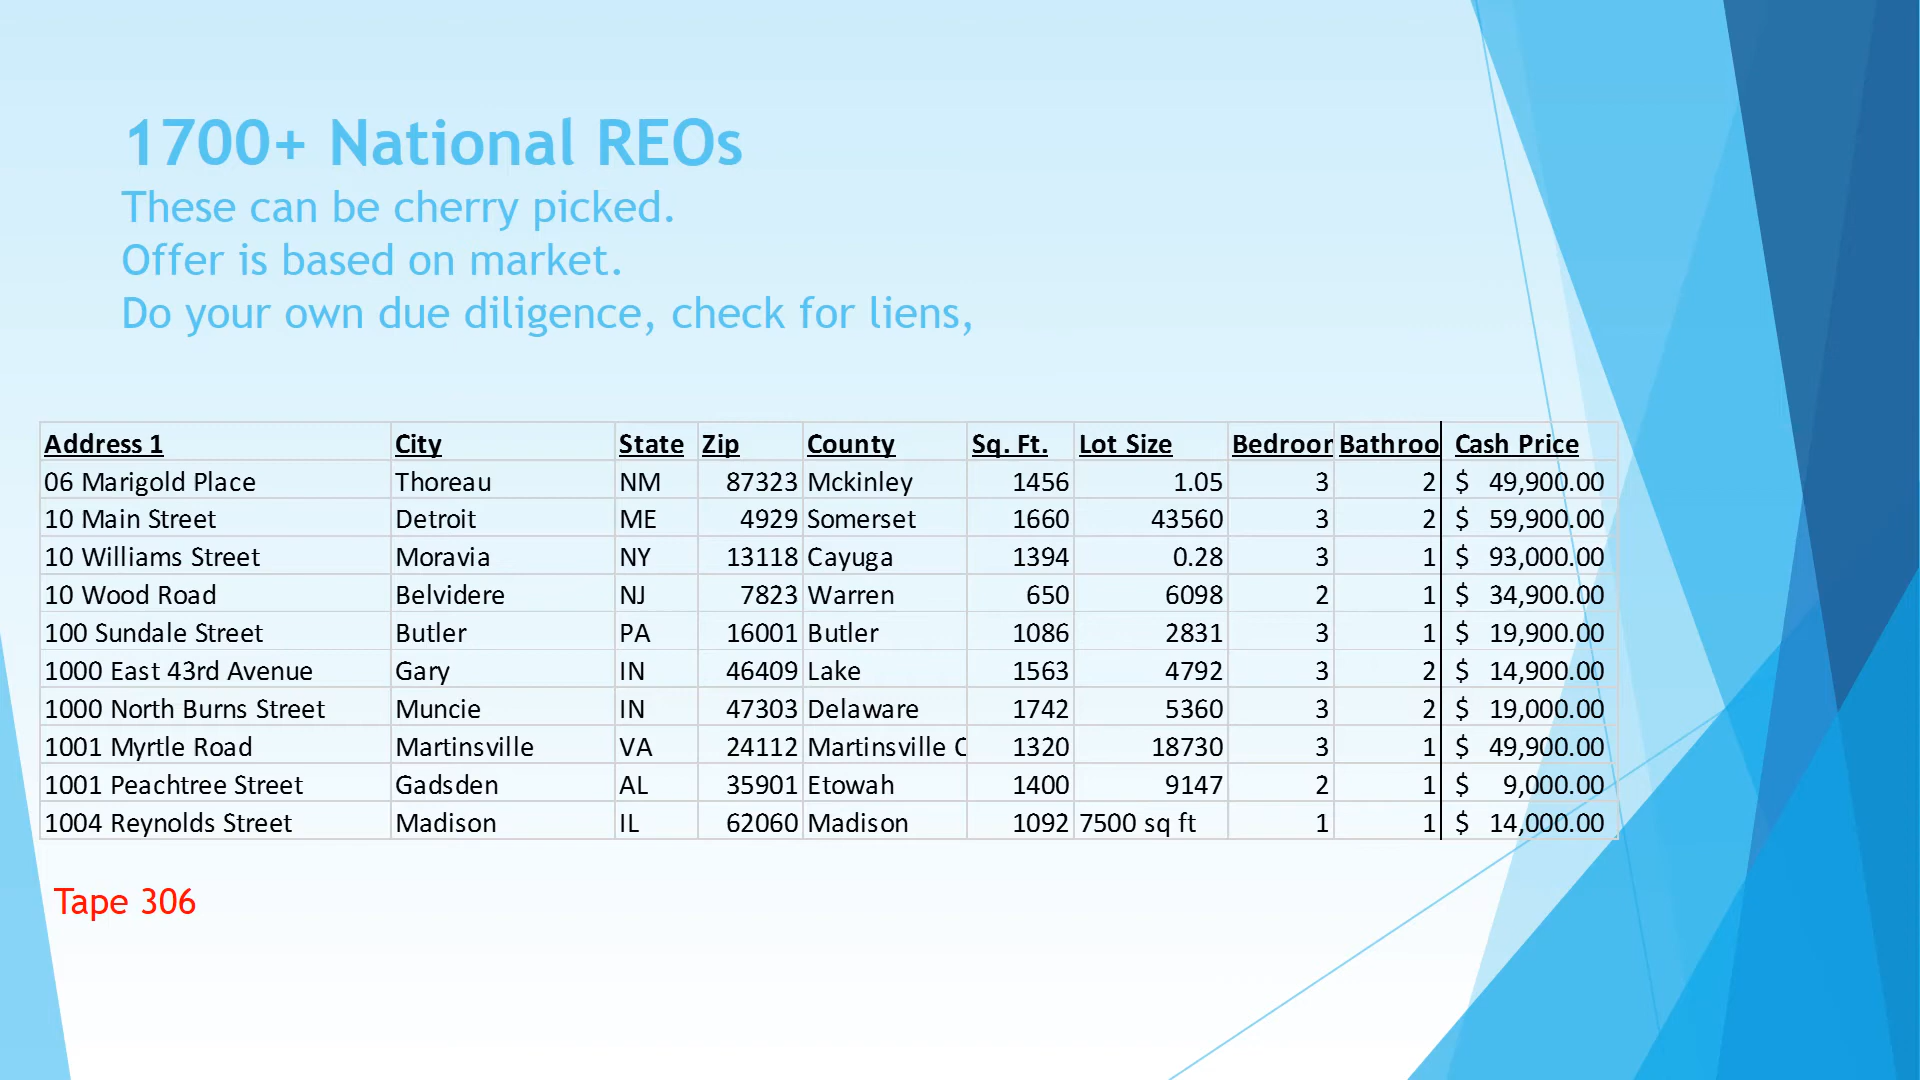 1700+ National REOs
These can be cherry picked.
Offer is based on market.
Do your own due diligence, check for liens,
Address 1 City State Zip County Sq. Ft. Lot Size Bedroor Bathroo Cash Price
06 Marigold Place Thoreau NM 87323 Mckinley 1456 1.05 3 2 $ 49,900.00
10 Main Street Detroit ME 4929 Somerset 1660 43560 3 2 $ 59,900.00
10 Williams Street Moravia NY 13118 Cayuga 1394 0.28 3 1 $ 93,000.00
10 Wood Road Belvidere NJ 7823 Warren 650 6098 2 1 $ 34,900.00
100 Sundale Street Butler PA 16001 Butler 1086 2831 3 1 $ 19,900.00
1000 East 43rd Avenue Gary IN 46409 Lake 1563 4792 3 2 $ 14,900.00
1000 North Burns Street Muncie IN 47303 Delaware 1742 5360 3 2 $ 19,000.00
1001 Myrtle Road Martinsville VA 24112 Martinsville C 1320 18730 3 1 $ 49,900.00
1001 Peachtree Street Gadsden AL 35901 Etowah 1400 9147 2 1 $ 9,000.00
1004 Reynolds Street Madison IL 62060 Madison 1092 7500 sq ft 1 1 $ 14,000.00
Tape 306